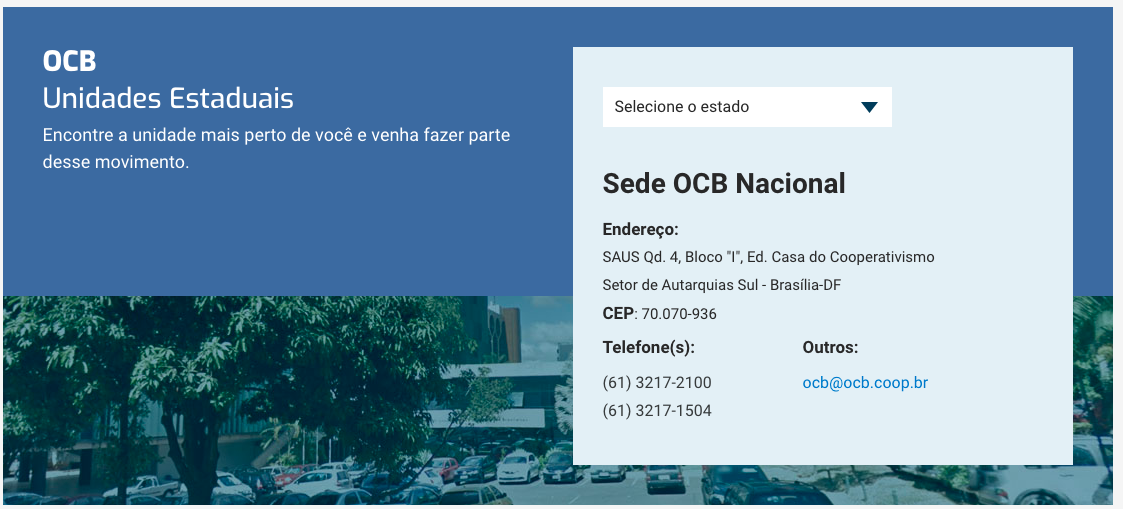 OCB
Unidades Estaduais
Encontre a unidade mais perto de você e venha fazer parte
desse movimento.
Selecione o estado
Sede OCB Nacional
Endereço:
SAUS Qd. 4, Bloco "I", Ed. Casa do Cooperativismo
Setor de Autarquias Sul - Brasília-DF
CEP: 70.070-936
Telefone(s):
(61) 3217-2100
(61) 3217-1504
Outros:
ocb@ocb.coop.br